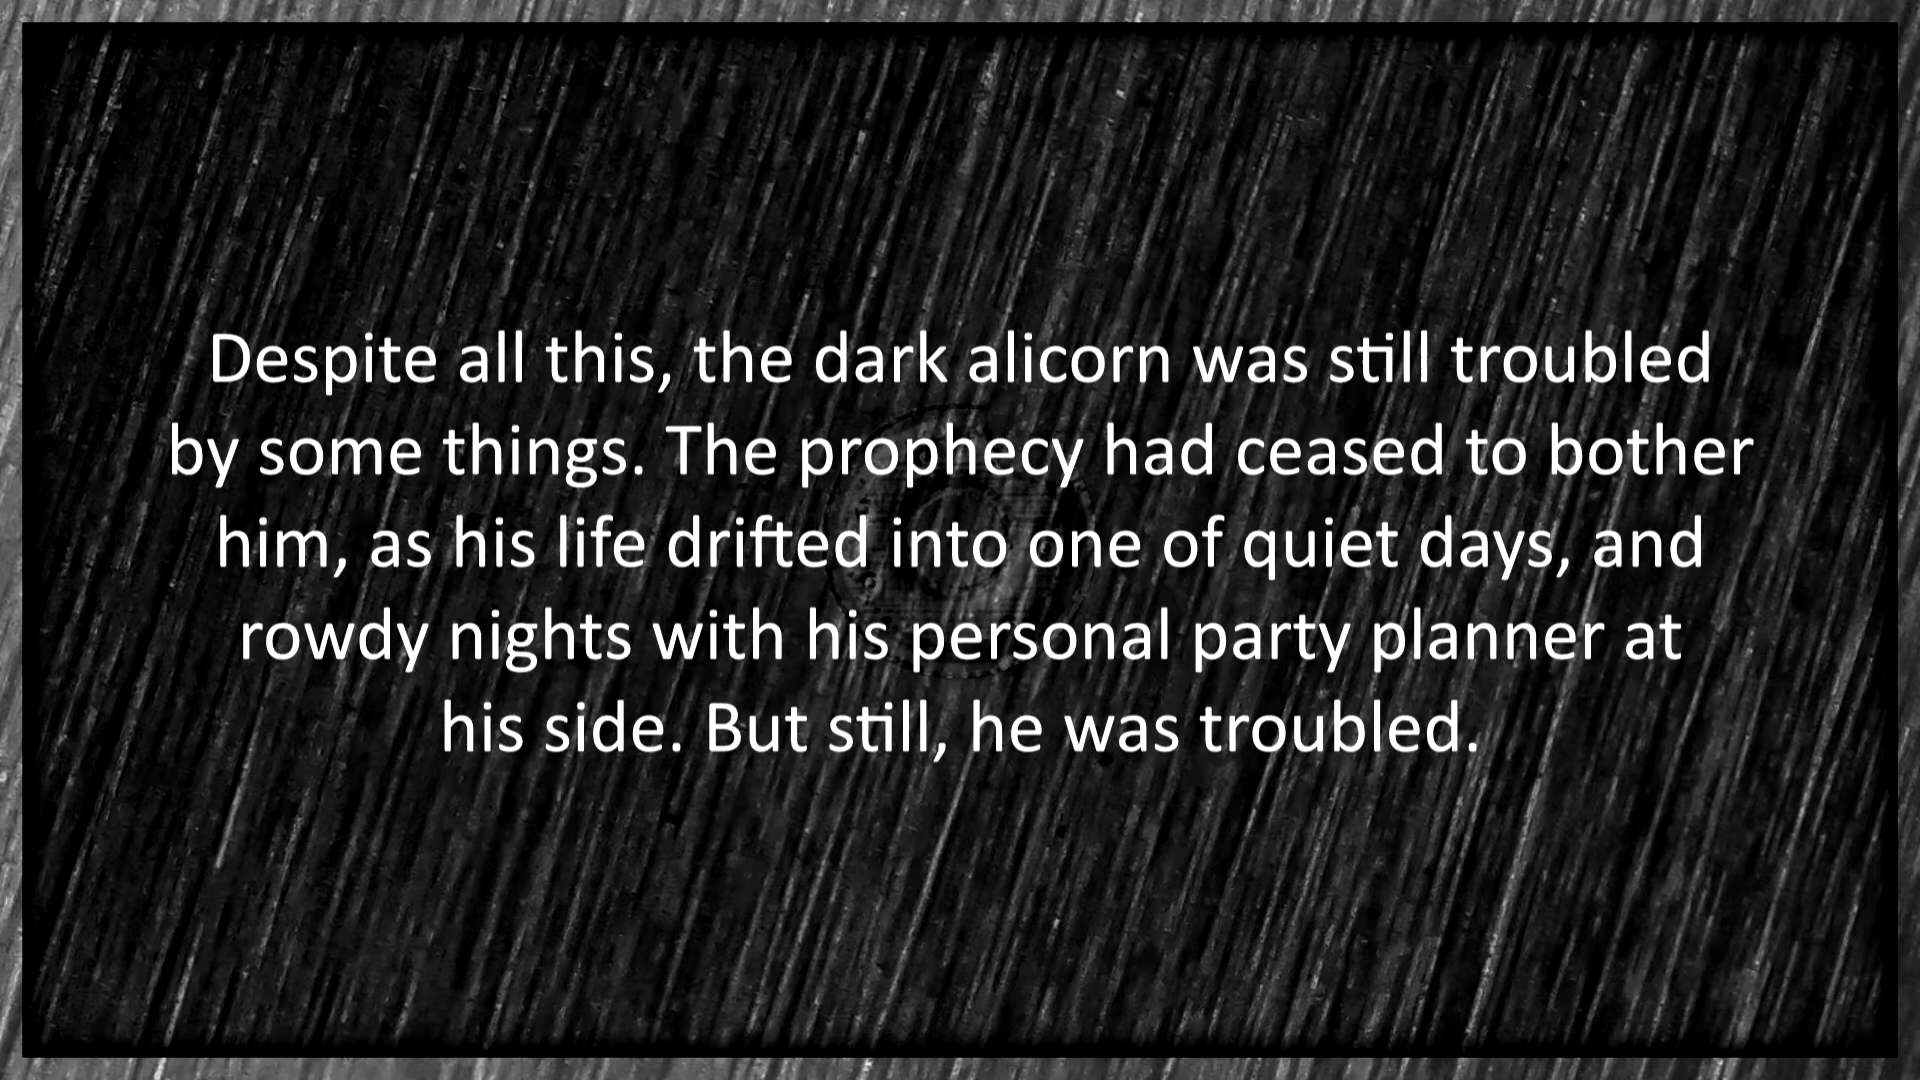 Despite all this, the dark alicorn was still troubled
by some things. The prophecy had ceased to bother
him, as his life drifted into one of quiet days, and
rowdy nights with his personal party planner at
his side. But still, he was troubled.